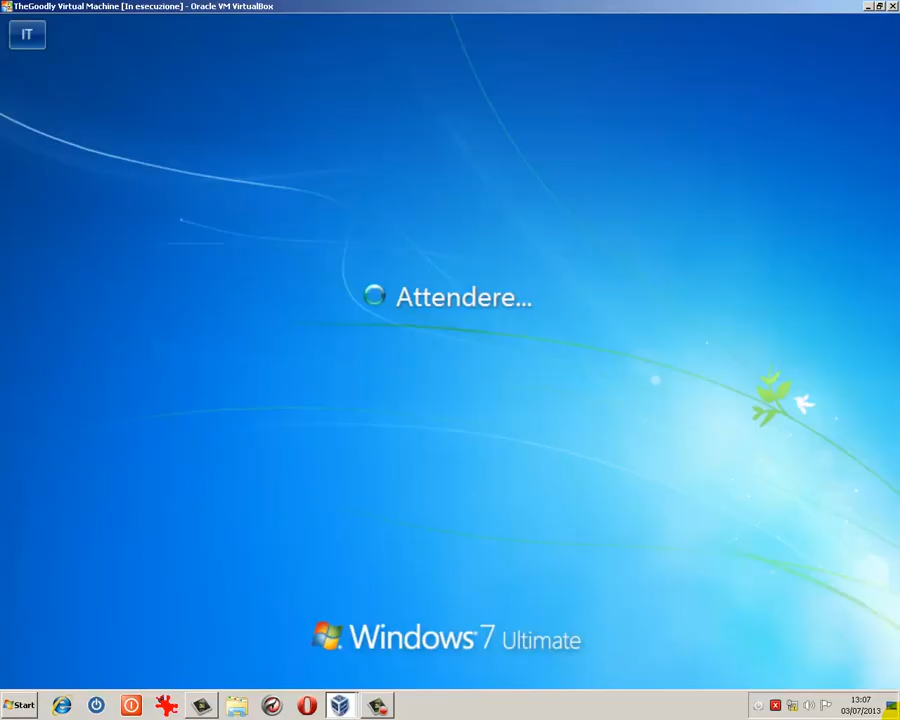 TheGoodly Virtual Machine [In esecuzione] - Oracle VM VirtualBox
IT
Attendere...
Windows 7 Ultimate
Start
13:07
03/07/2013